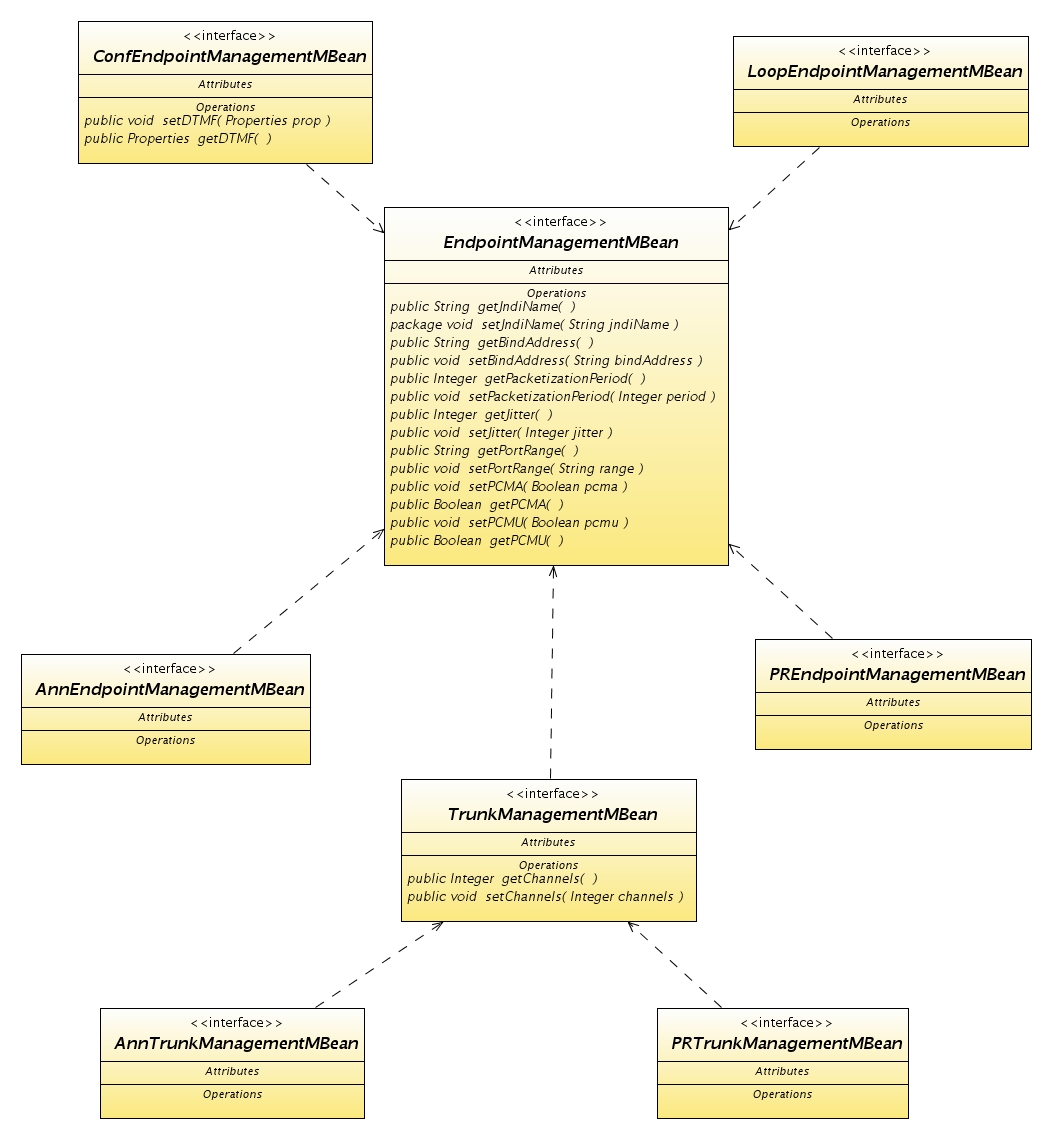 <<interface>>
ConfEndpointManagementMBean
Attributes
Operations
public void setDTMF( Properties prop )
public Properties getDTMF( )
<<interface>>
LoopEndpointManagementMBean
Attributes
Operations
<<interface>>
EndpointManagementMBean
Attributes
Operations
public String getJndiName( )
package void setJndiName( String jndiName )
public String getBindAddress( )
public void setBindAddress( String bindAddress )
public Integer getPacketizationPeriod( )
public void setPacketizationPeriod( Integer period )
public Integer getJitter( )
public void setJitter( Integer jitter )
public String getPortRange( )
public void setPortRange( String range )
public void setPCMA( Boolean pcma )
public Boolean getPCMA( )
public void setPCMU( Boolean pcmu )
public Boolean getPCMU( )
<<interface>>
AnnEndpointManagementMBean
Attributes
Operations
<<interface>>
PREndpointManagementMBean
Attributes
Operations
<<interface>>
TrunkManagementMBean
Attributes
Operations
public Integer getChannels( )
public void setChannels( Integer channels )
<<interface>>
AnnTrunkManagementMBean
Attributes
Operations
<<interface>>
PRTrunkManagementMBean
Attributes
Operations